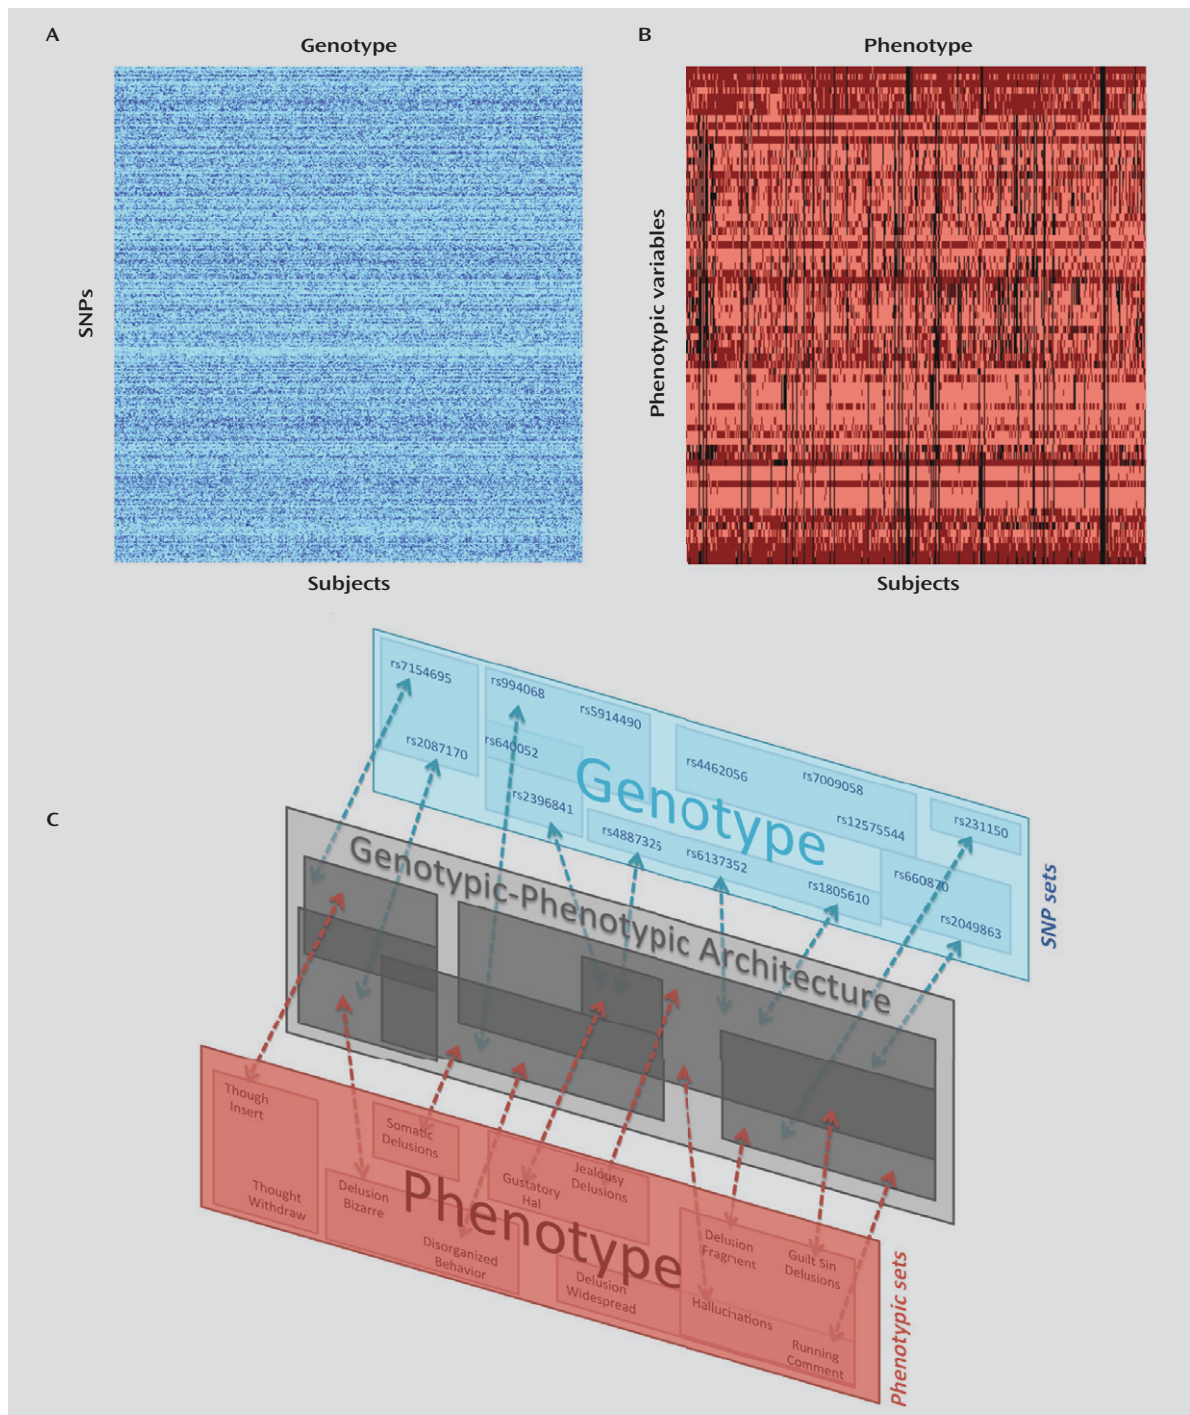 A
Genotype
SNPs
Subjects
B
Phenotype
Phenotypic variables
Subjects
C
rs7154695
rs994068
rs5914490
rs2087170
rs640052
rs4462056
rs7009058
rs2396841
Genotype
rs12575544
rs231150
rs4887326
rs6137352
rs660870
rs1805610
rs2049863
SNP sets
Genotypic-Phenotypic Architecture
Though
Insert
Somatic
Delusions
Jealousy
Delusions
Gustatory
Hal
Thought
Withdraw
Delusion
Bizarre
Phenotype
Disorganized
Behavior
Delusion
Fragment
Guilt Sin
Delusions
Delusion
Widespread
Hallucinations
Running
Comment
Phenotypic sets